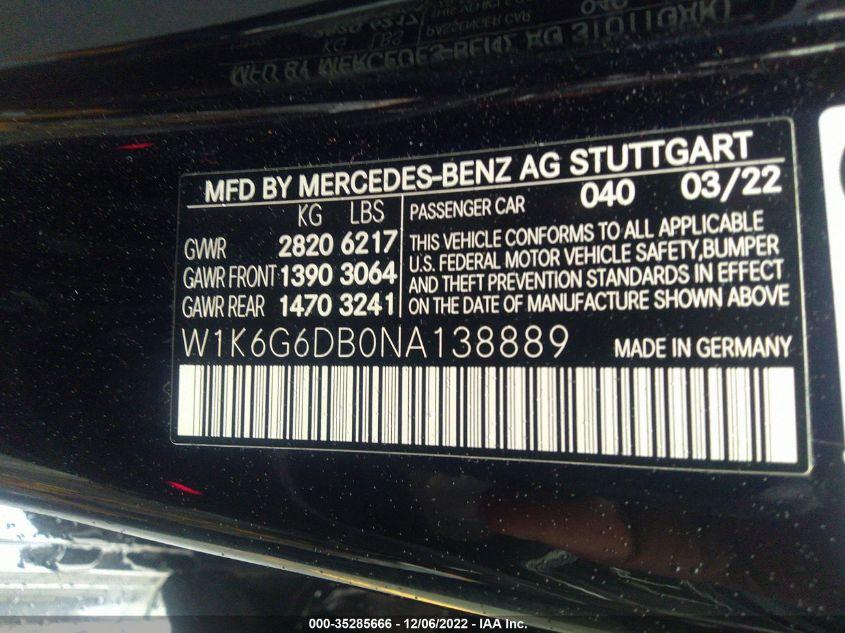 MFD BY MERCEDES-BENZ AG STUTTGART
KG LBS
GVWR 2820 6217
GAWR FRONT 1390 3064
GAWR REAR 1470 3241
PASSENGER CAR 040 03/22
THIS VEHICLE CONFORMS TO ALL APPLICABLE
U.S. FEDERAL MOTOR VEHICLE SAFETY, BUMPER
AND THEFT PREVENTION STANDARDS IN EFFECT
ON THE DATE OF MANUFACTURE SHOWN ABOVE
W1K6G6DB0NA138889 MADE IN GERMANY
000-35285666 - 12/06/2022 - IAA Inc.